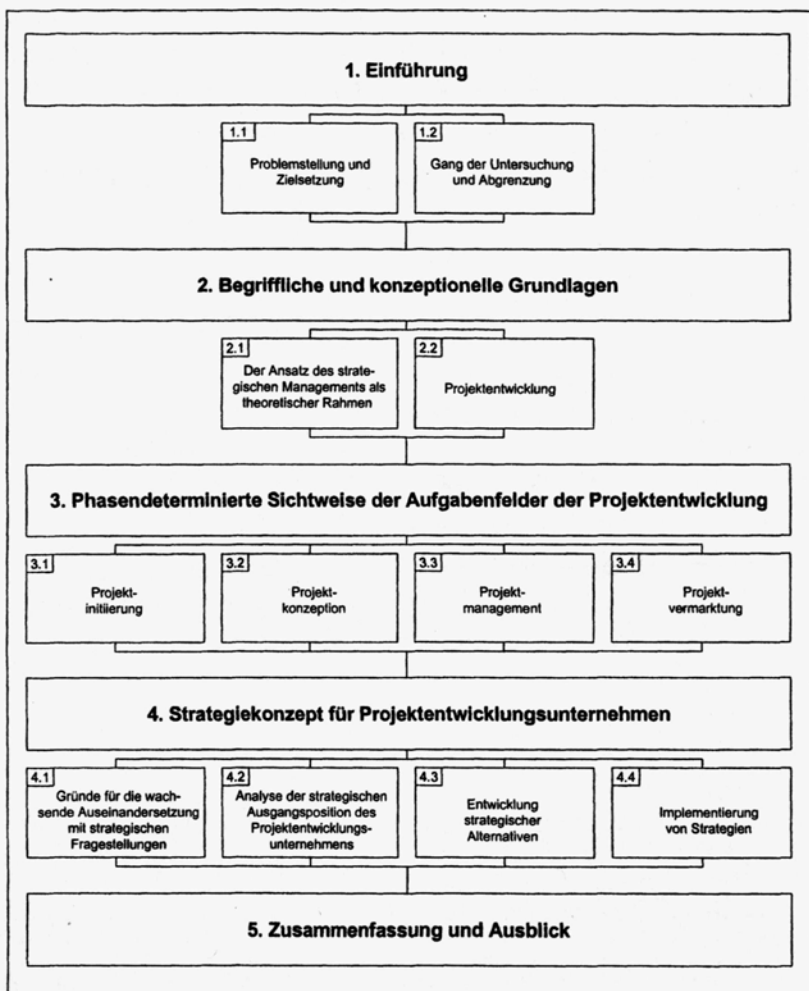 1. Einführung
1.1
Problemstellung und
Zielsetzung
1.2
Gang der Untersuchung
und Abgrenzung
2. Begriffliche und konzeptionelle Grundlagen
2.1
Der Ansatz des strate-
gischen Managements als
theoretischer Rahmen
2.2
Projektentwicklung
3. Phasendeterminierte Sichtweise der Aufgabenfelder der Projektentwicklung
3.1
Projekt-
initiierung
3.2
Projekt-
konzeption
3.3
Projekt-
management
3.4
Projekt-
vermarktung
4. Strategiekonzept für Projektentwicklungsunternehmen
4.1
Gründe für die wach-
sende Auseinandersetzung
mit strategischen
Fragestellungen
4.2
Analyse der strategischen
Ausgangsposition des
Projektentwicklungs-
unternehmens
4.3
Entwicklung
strategischer
Alternativen
4.4
Implementierung
von Strategien
5. Zusammenfassung und Ausblick